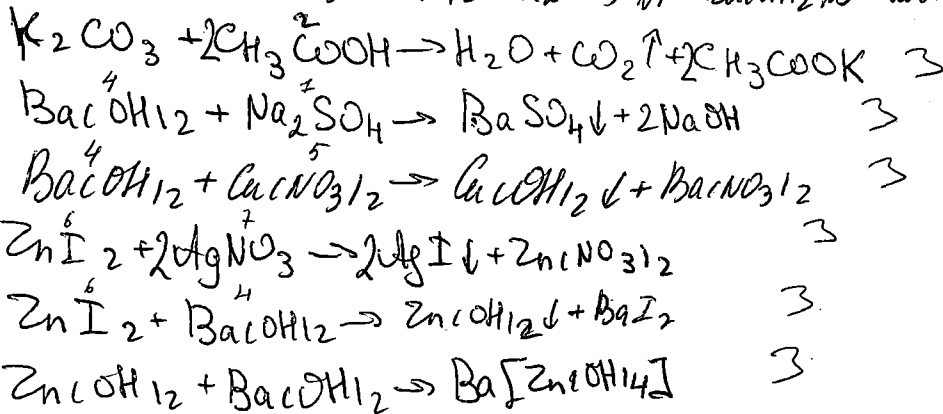 K2CO3 + 2CH3COOH → H2O + CO2↑ + 2CH3COOK 3
Ba(OH)2 + Na2SO4 → BaSO4↓ + 2NaOH 3
Ba(OH)2 + Cu(NO3)2 → Cu(OH)2↓ + Ba(NO3)2 3
ZnI2 + 2AgNO3 → 2AgI↓ + Zn(NO3)2 3
ZnI2 + Ba(OH)2 → Zn(OH)2↓ + BaI2 3
Zn(OH)2 + Ba(OH)2 → Ba[Zn(OH)4] 3